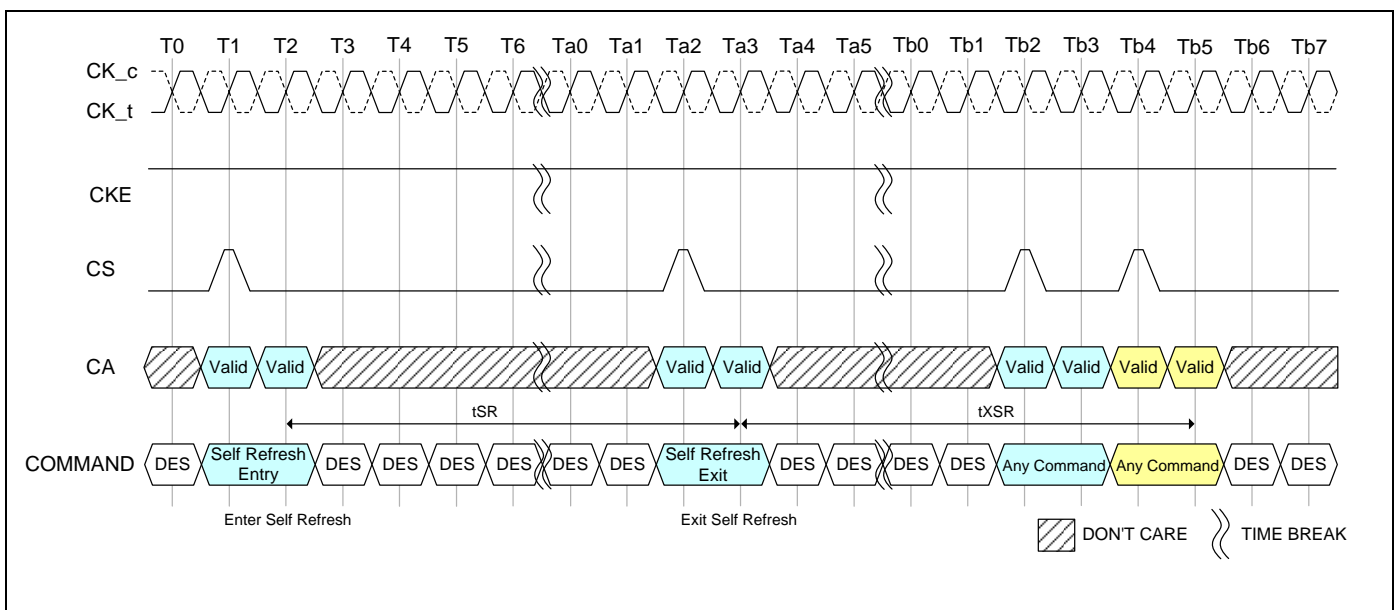 T0 T1 T2 T3 T4 T5 T6 Ta0 Ta1 Ta2 Ta3 Ta4 Ta5 Tb0 Tb1 Tb2 Tb3 Tb4 Tb5 Tb6 Tb7
CK_c
CK_t
CKE
CS
CA Valid Valid Valid Valid Valid Valid Valid Valid
tSR tXSR
COMMAND DES Self Refresh Entry DES DES DES DES DES DES Self Refresh Exit DES DES DES DES Any Command Any Command DES DES
Enter Self Refresh Exit Self Refresh
DON'T CARE TIME BREAK